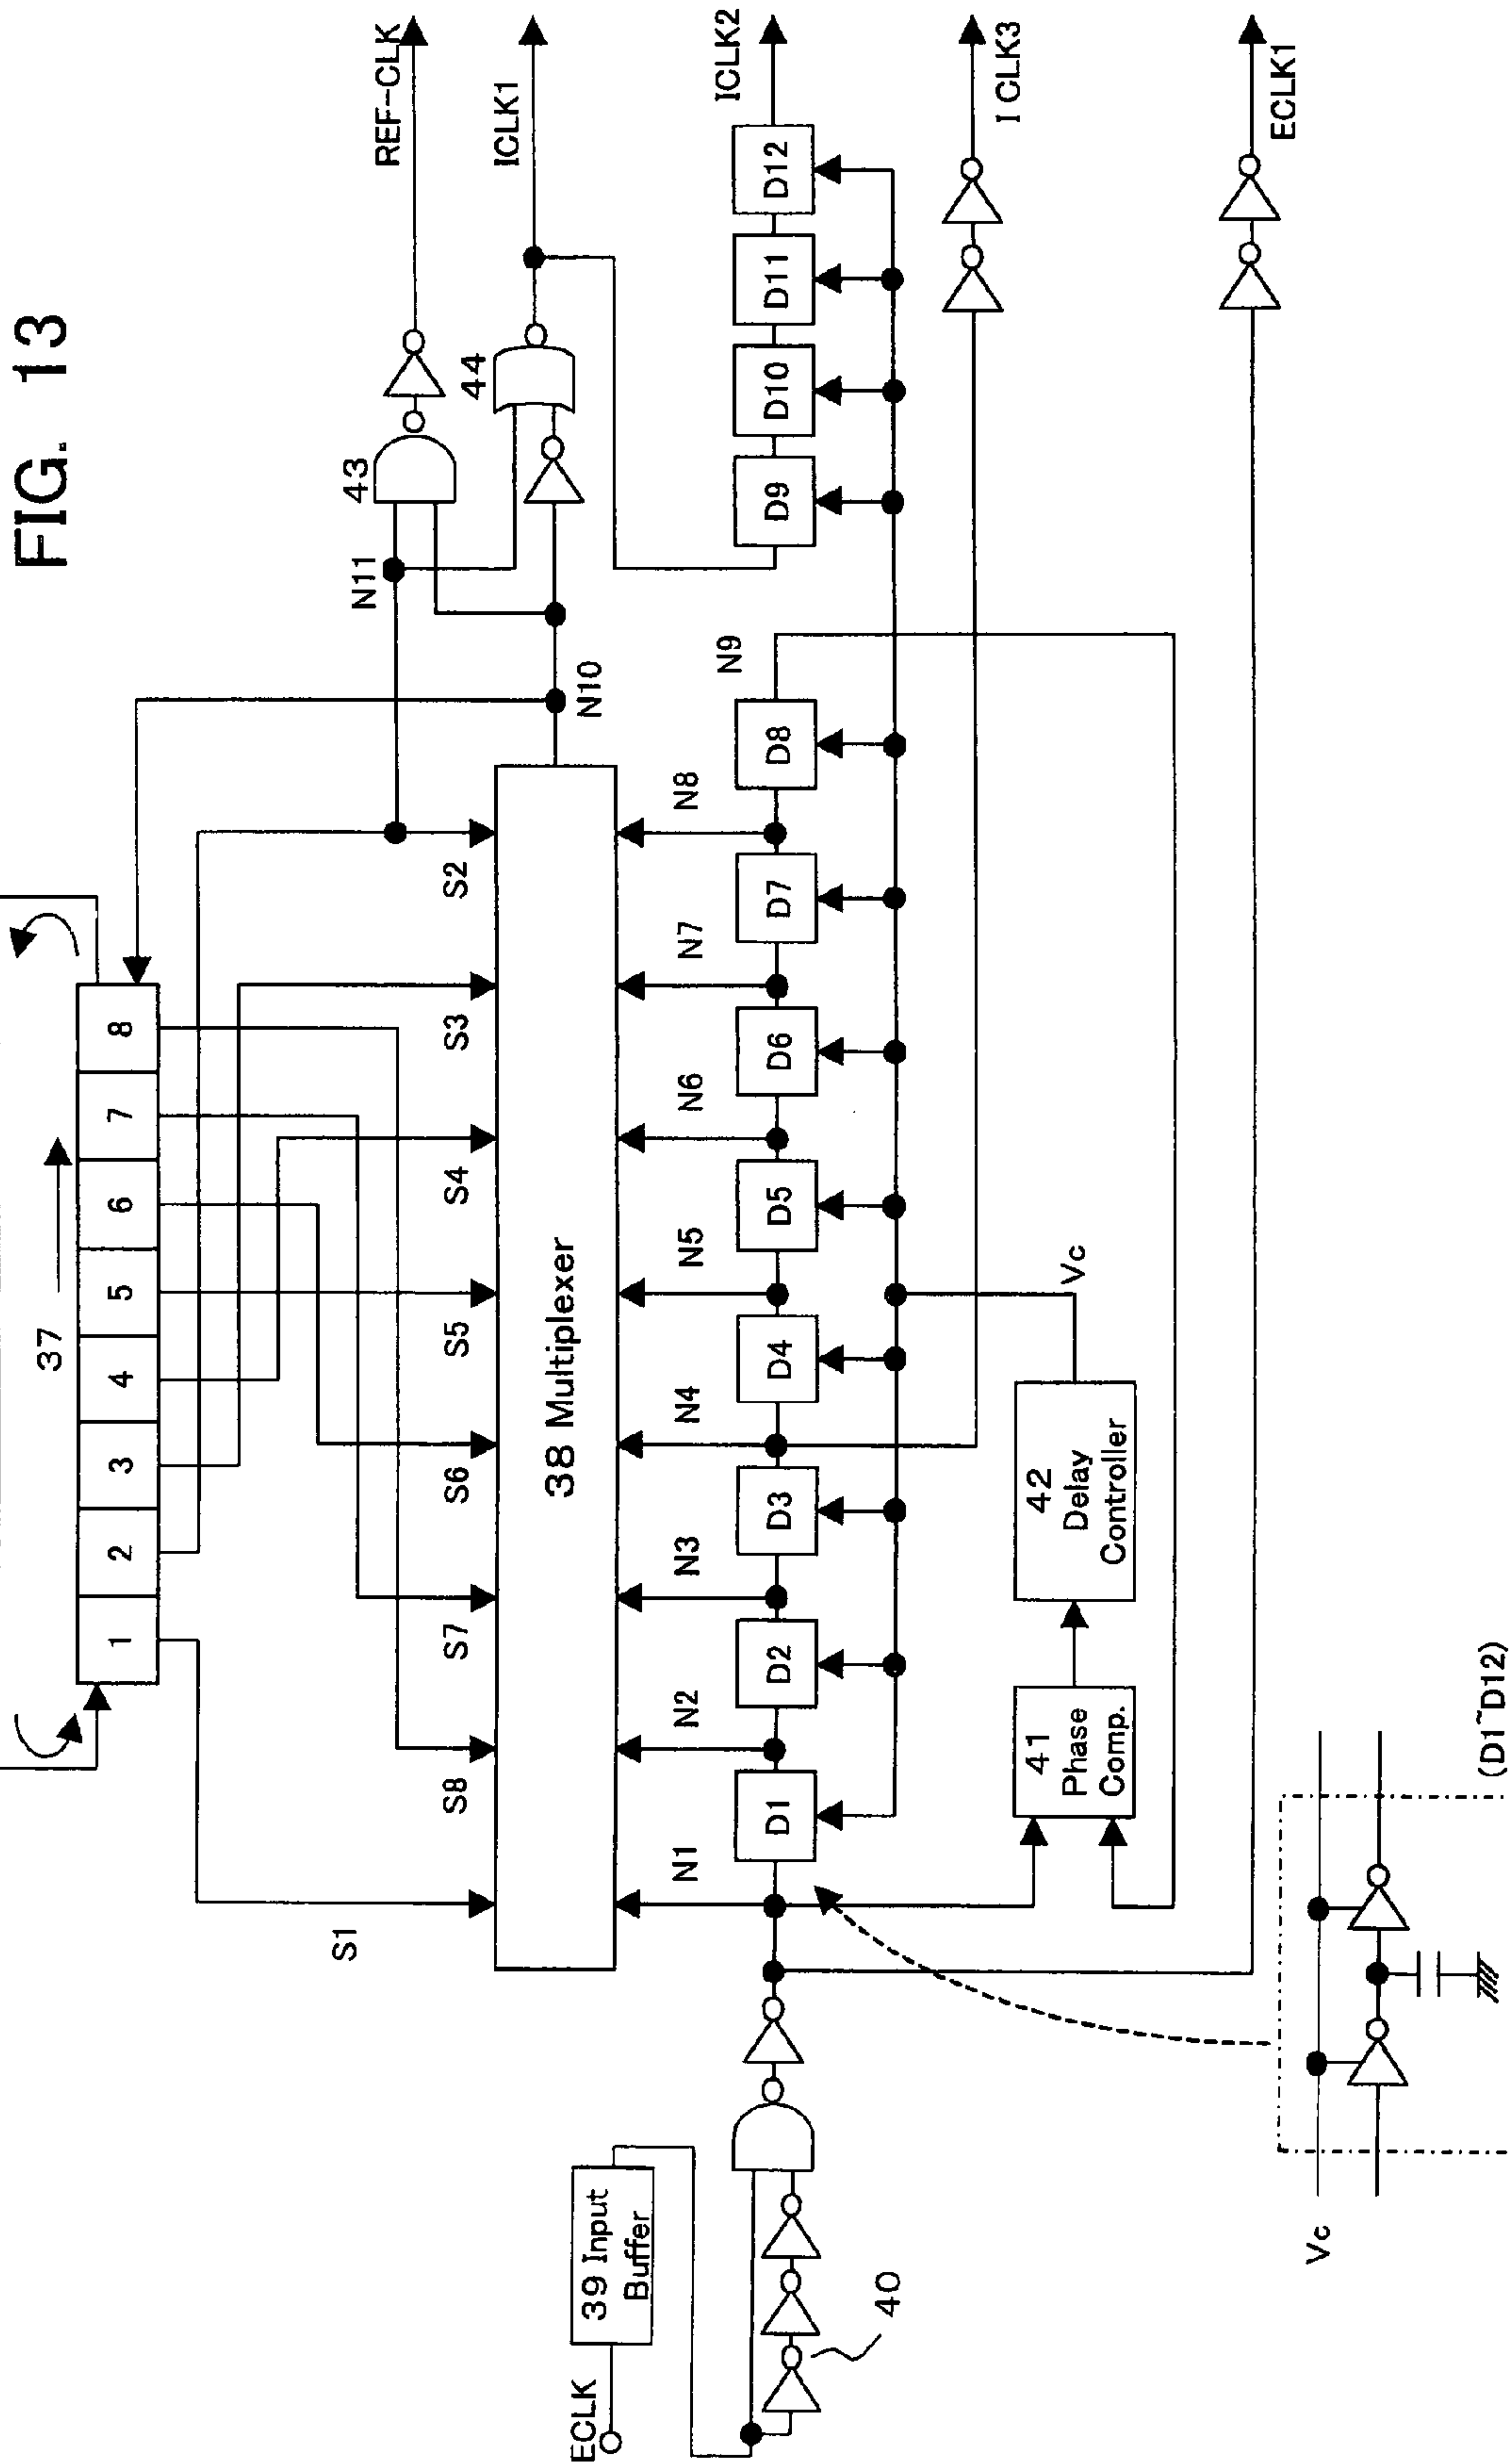 FIG. 13
37
1 2 3 4 5 6 7 8
S1 S8 S7 S6 S5 S4 S3 S2
38 Multiplexer
N1 N2 N3 N4 N5 N6 N7 N8 N9
N10
N11
43
44
REF-CLK
ICLK1
D1 D2 D3 D4 D5 D6 D7 D8
D9 D10 D11 D12
ICLK2
I CLK3
ECLK1
ECLK
39 Input
Buffer
40
41
Phase
Comp.
42
Delay
Controller
Vc
Vc
(D1~D12)